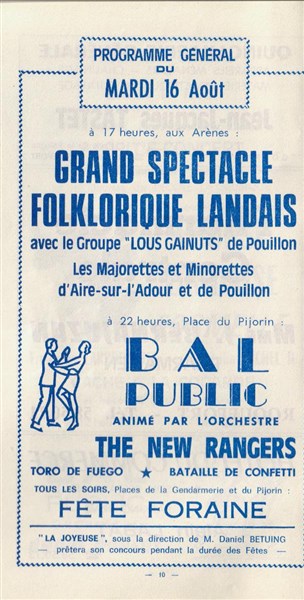 PROGRAMME GÉNÉRAL
DU
MARDI 16 Août
à 17 heures, aux Arènes :
GRAND SPECTACLE
FOLKLORIQUE LANDAIS
avec le Groupe "LOUS GAINUTS" de Pouillon
Les Majorettes et Minorettes
d'Aire-sur-l'Adour et de Pouillon
à 22 heures, Place du Pijorin :
BAL
PUBLIC
ANIMÉ PAR L'ORCHESTRE
THE NEW RANGERS
TORO DE FUEGO ★ BATAILLE DE CONFETTI
TOUS LES SOIRS, Places de la Gendarmerie et du Pijorin :
FÊTE FORAINE
"LA JOYEUSE", sous la direction de M. Daniel BETUING
— prêtera son concours pendant la durée des Fêtes —
— 10 —